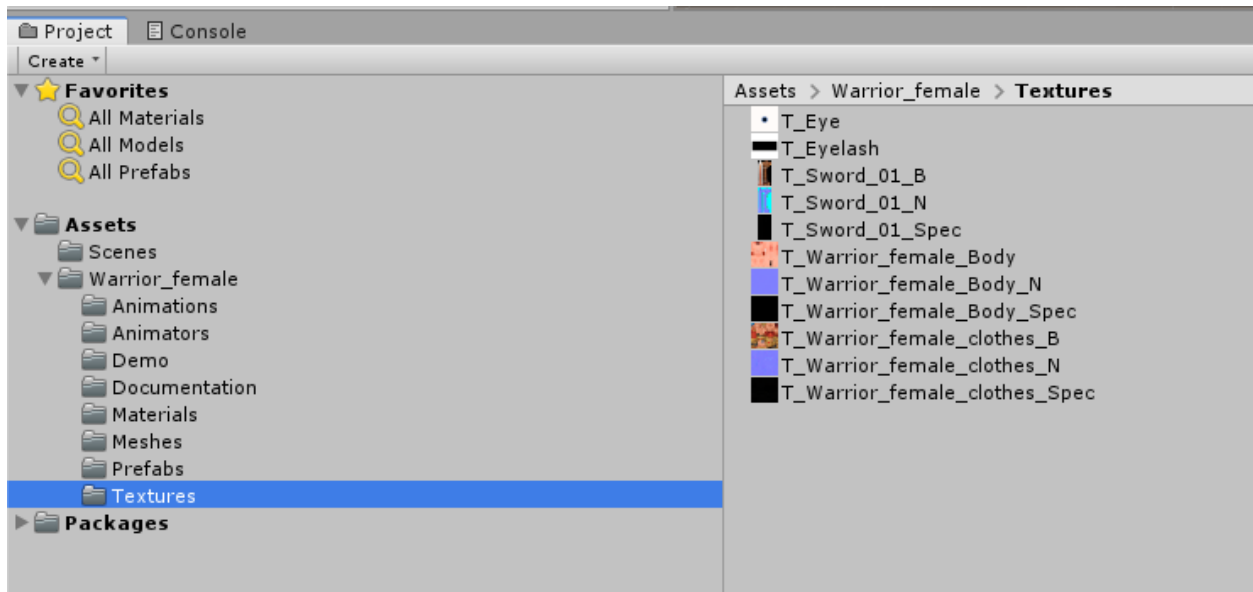 Project Console
Create
Favorites
All Materials
All Models
All Prefabs
Assets
Scenes
Warrior_female
Animations
Animators
Demo
Documentation
Materials
Meshes
Prefabs
Textures
Packages
Assets > Warrior_female > Textures
T_Eye
T_Eyelash
T_Sword_01_B
T_Sword_01_N
T_Sword_01_Spec
T_Warrior_female_Body
T_Warrior_female_Body_N
T_Warrior_female_Body_Spec
T_Warrior_female_clothes_B
T_Warrior_female_clothes_N
T_Warrior_female_clothes_Spec